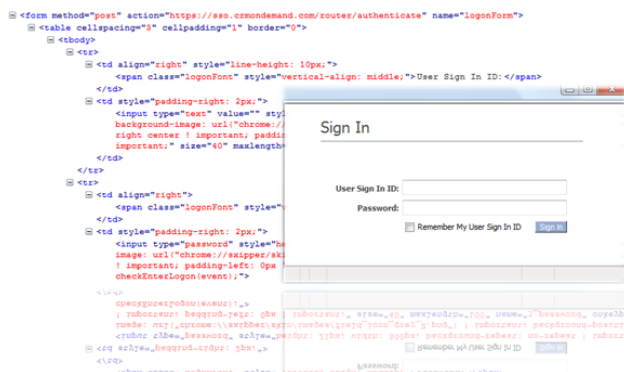 <form method="post" action="https://sso.crmondemand.com/router/authenticate" name="logonForm">
<table cellspacing="3" cellpadding="1" border="0">
<tbody>
<tr>
<td align="right" style="line-height: 10px;">
<span class="logonFont" style="vertical-align: middle;">User Sign In ID:</span>
</td>
<td style="padding-right: 2px;">
<input type="text" value="" sty
background-image: url("chrome:/
right center ! important; paddi
important;" size="40" maxlength
</td>
</tr>
<tr>
<td align="right">
<span class="logonFont" style="v
</td>
<td style="padding-right: 2px;">
<input type="password" style="ba
image: url("chrome://sxipper/ski
! important; padding-left: 0px
checkEnterLogon(event);">
</td>
Sign In
User Sign In ID:
Password:
Remember My User Sign In ID
Sign In